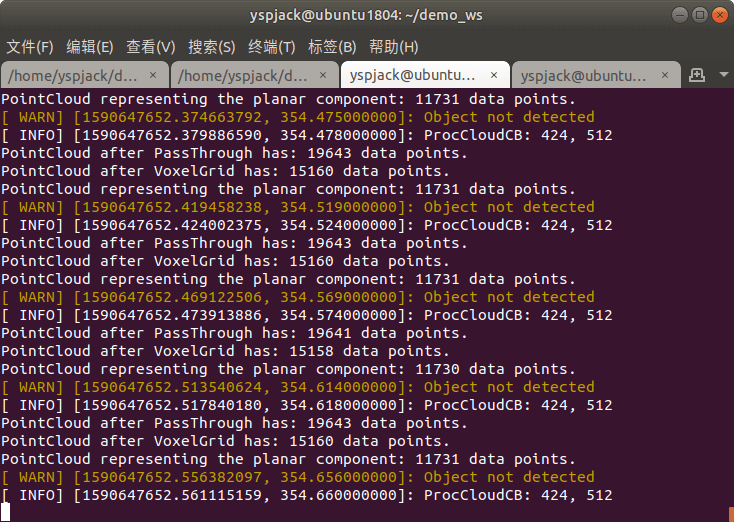 yspjack@ubuntu1804: ~/demo_ws
文件(F) 编辑(E) 查看(V) 搜索(S) 终端(T) 标签(B) 帮助(H)
/home/yspjack/d... × /home/yspjack/d... × yspjack@ubuntu... × yspjack@ubuntu... ×
PointCloud representing the planar component: 11731 data points.
[ WARN] [1590647652.374663792, 354.475000000]: Object not detected
[ INFO] [1590647652.379886590, 354.478000000]: ProcCloudCB: 424, 512
PointCloud after PassThrough has: 19643 data points.
PointCloud after VoxelGrid has: 15160 data points.
PointCloud representing the planar component: 11731 data points.
[ WARN] [1590647652.419458238, 354.519000000]: Object not detected
[ INFO] [1590647652.424002375, 354.524000000]: ProcCloudCB: 424, 512
PointCloud after PassThrough has: 19643 data points.
PointCloud after VoxelGrid has: 15160 data points.
PointCloud representing the planar component: 11731 data points.
[ WARN] [1590647652.469122506, 354.569000000]: Object not detected
[ INFO] [1590647652.473913886, 354.574000000]: ProcCloudCB: 424, 512
PointCloud after PassThrough has: 19641 data points.
PointCloud after VoxelGrid has: 15158 data points.
PointCloud representing the planar component: 11730 data points.
[ WARN] [1590647652.513540624, 354.614000000]: Object not detected
[ INFO] [1590647652.517840180, 354.618000000]: ProcCloudCB: 424, 512
PointCloud after PassThrough has: 19643 data points.
PointCloud after VoxelGrid has: 15160 data points.
PointCloud representing the planar component: 11731 data points.
[ WARN] [1590647652.556382097, 354.656000000]: Object not detected
[ INFO] [1590647652.561115159, 354.660000000]: ProcCloudCB: 424, 512